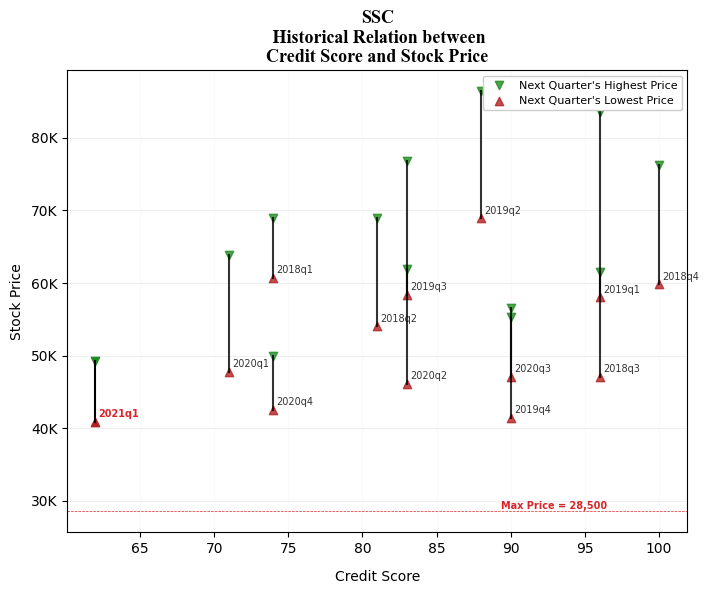 SSC
Historical Relation between
Credit Score and Stock Price
Next Quarter's Highest Price
Next Quarter's Lowest Price
80K
70K
60K
50K
40K
30K
Stock Price
2019q2
2018q1
2018q4
2019q3
2019q1
2018q2
2020q1
2020q2
2020q3
2018q3
2020q4
2019q4
2021q1
Max Price = 28,500
65
70
75
80
85
90
95
100
Credit Score